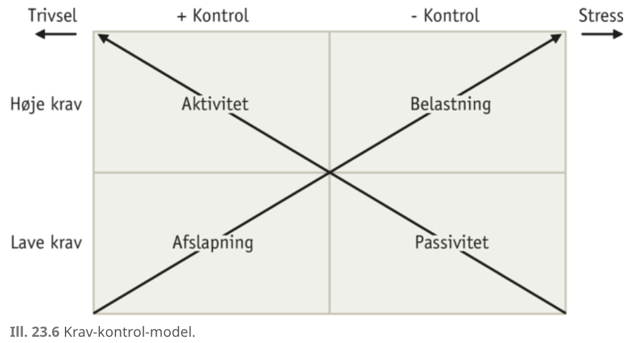 Trivsel + Kontrol - Kontrol Stress
Høje krav Aktivitet Belastning
Lave krav Afslapning Passivitet
Ill. 23.6 Krav-kontrol-model.